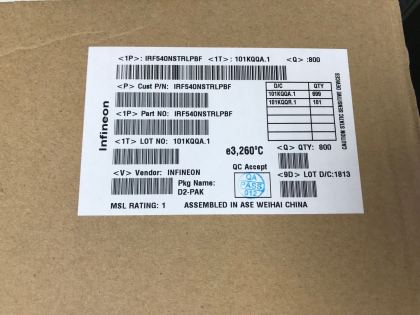 <1P>: IRF540NSTRLPBF <1T>: 101KQQA.1 <Q> :800
<P> Cust P/N: IRF540NSTRLPBF
D/C QTY
101KQQA.1 699
101KQQR.1 101
<1P> Part NO: IRF540NSTRLPBF
<1T> LOT NO: 101KQQA.1
e3,260°C
<Q> QTY: 800
QC Accept
<V> Vendor: INFINEON
QA
PASS
<9D> LOT D/C:1813
Pkg Name:
D2-PAK
MSL RATING: 1 ASSEMBLED IN ASE WEIHAI CHINA
Infineon
CAUTION STATIC SENSITIVE DEVICES